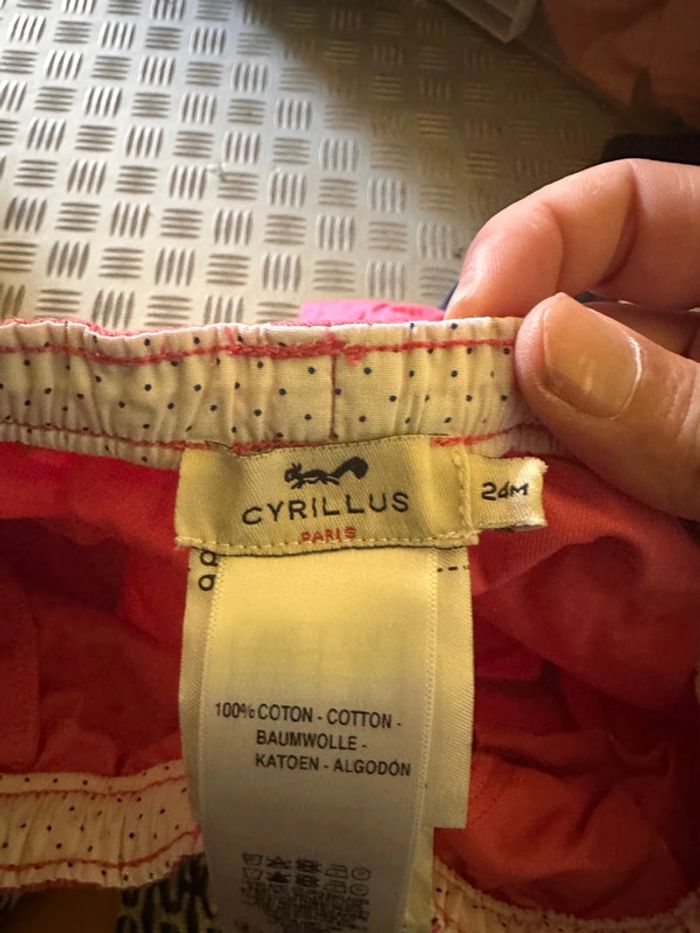 CYRILLUS
PARIS
24M
100% COTON - COTTON -
BAUMWOLLE -
KATOEN - ALGODÓN